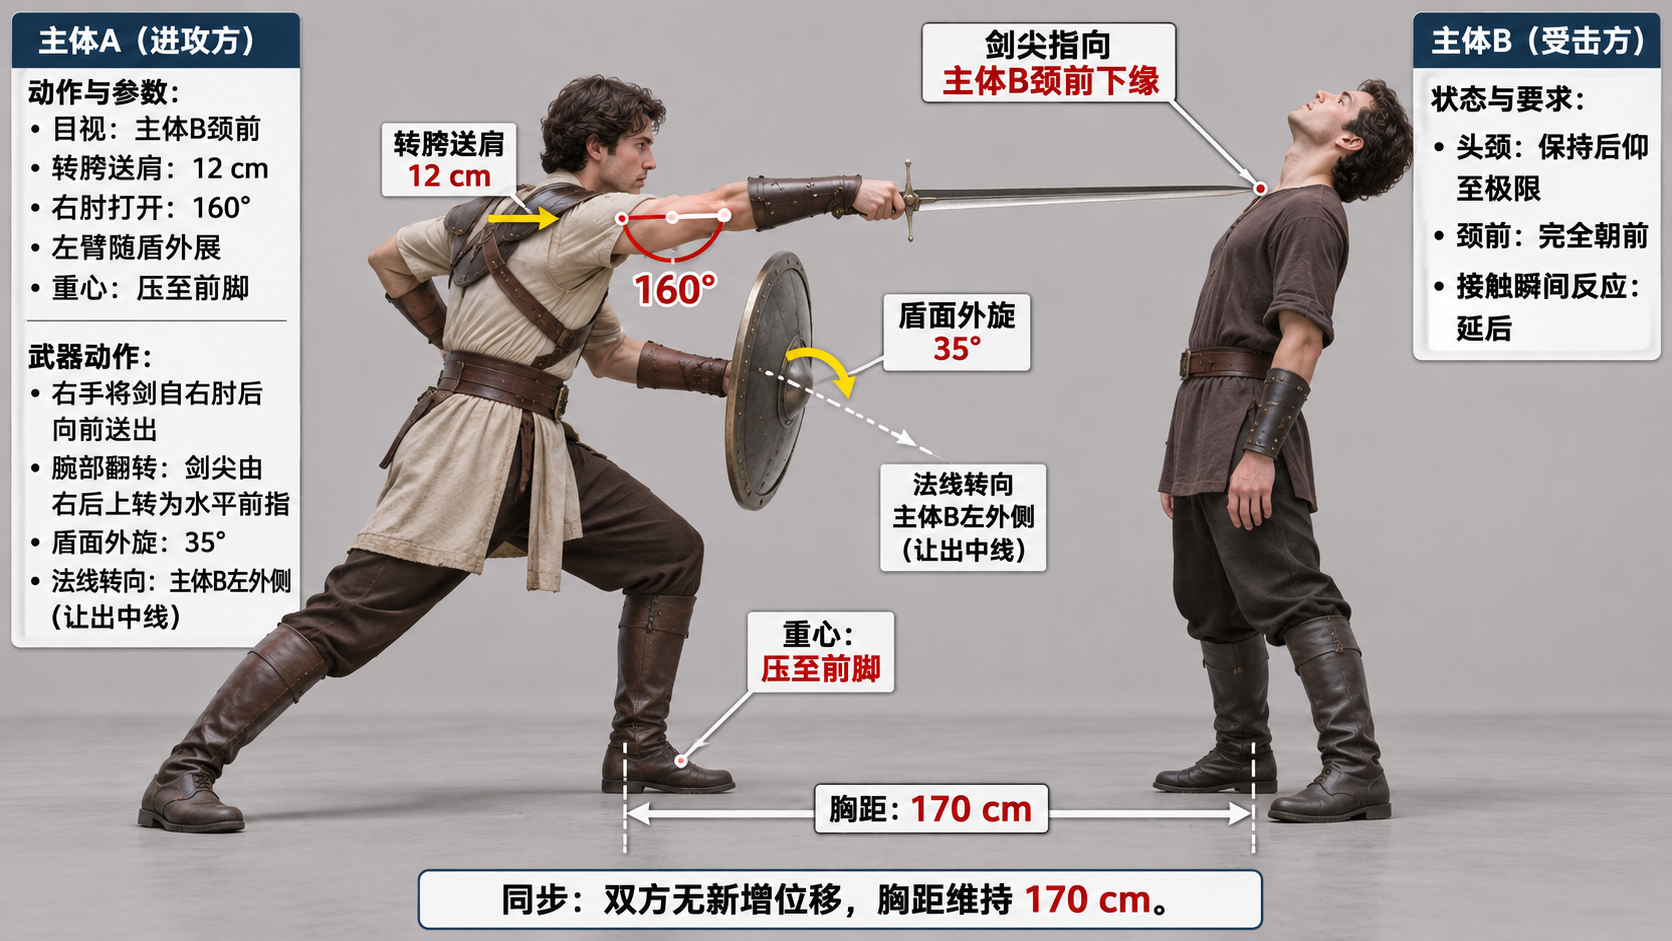 主体A（进攻方）
动作与参数：
• 目视：主体B颈前
• 转胯送肩：12 cm
• 右肘打开：160°
• 左臂随盾外展
• 重心：压至前脚
武器动作：
• 右手将剑自右肘后
向前送出
• 腕部翻转：剑尖由
右后上转为水平前指
• 盾面外旋：35°
• 法线转向：主体B左外侧
（让出中线）
转胯送肩
12 cm
160°
剑尖指向
主体B颈前下缘
盾面外旋
35°
法线转向
主体B左外侧
（让出中线）
重心：
压至前脚
胸距：170 cm
同步：双方无新增位移，胸距维持 170 cm。
主体B（受击方）
状态与要求：
• 头颈：保持后仰
至极限
• 颈前：完全朝前
• 接触瞬间反应：
延后